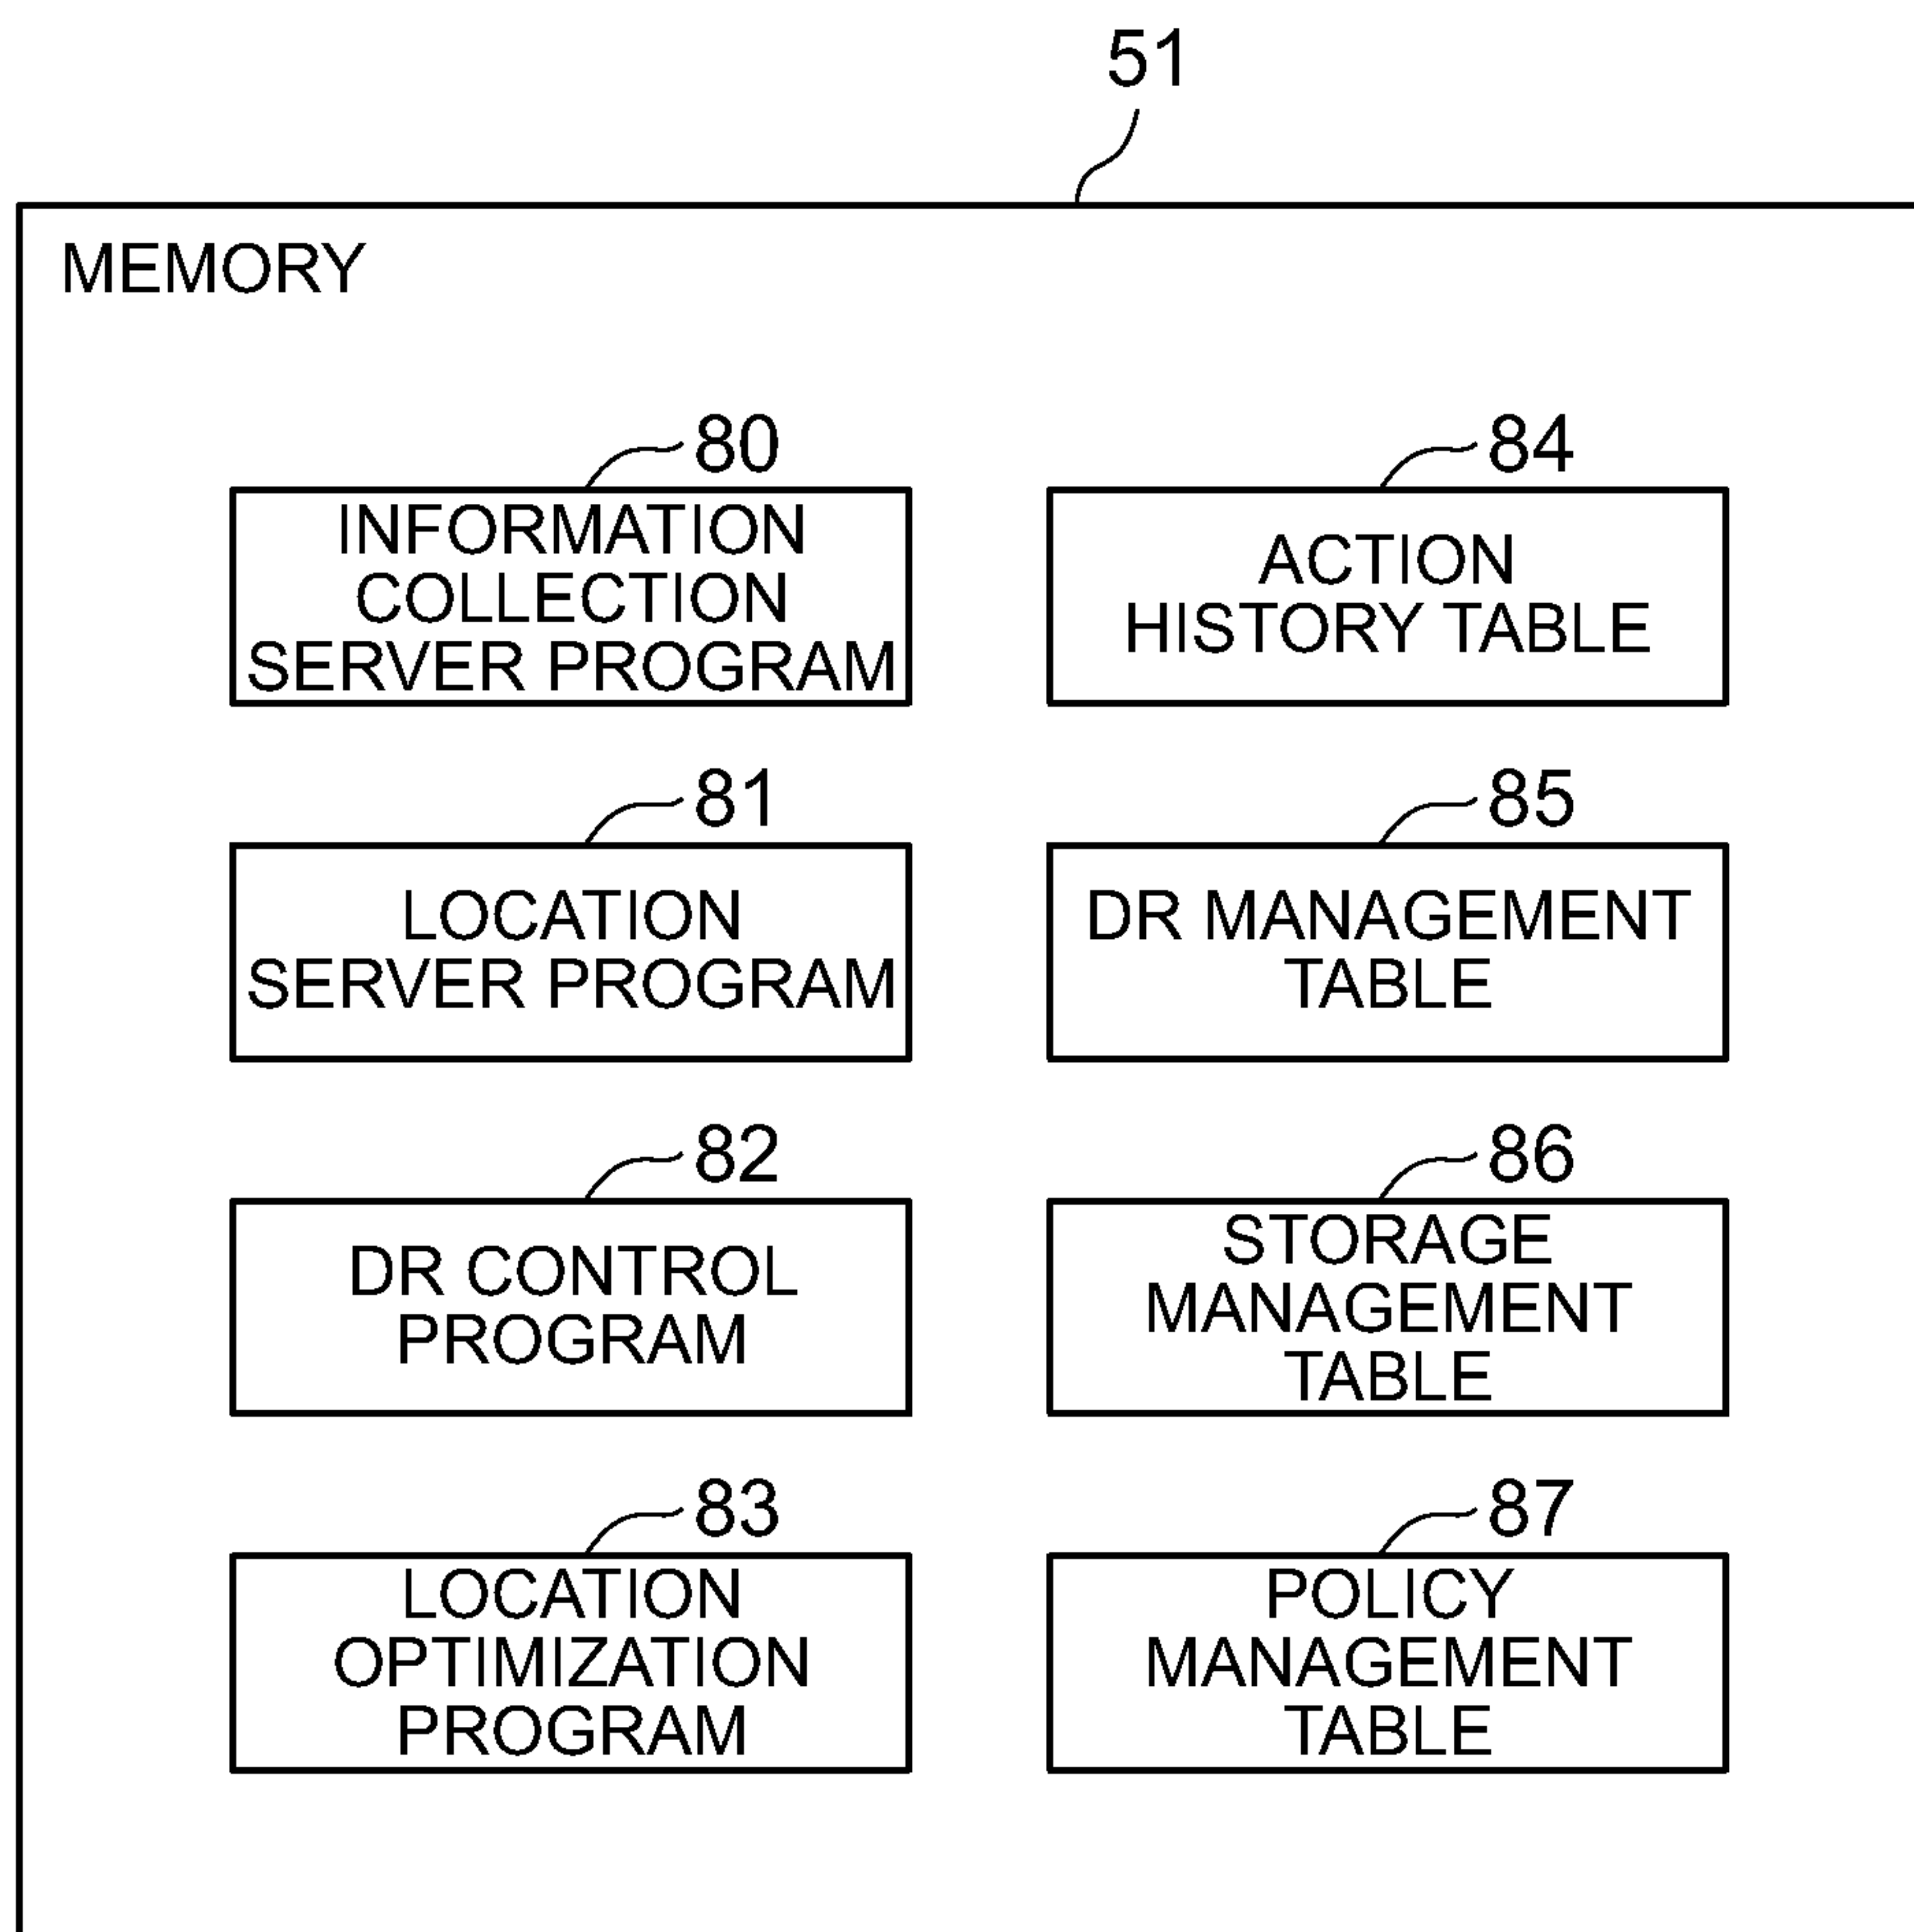 51
MEMORY
80
INFORMATION
COLLECTION
SERVER PROGRAM
84
ACTION
HISTORY TABLE
81
LOCATION
SERVER PROGRAM
85
DR MANAGEMENT
TABLE
82
DR CONTROL
PROGRAM
86
STORAGE
MANAGEMENT
TABLE
83
LOCATION
OPTIMIZATION
PROGRAM
87
POLICY
MANAGEMENT
TABLE